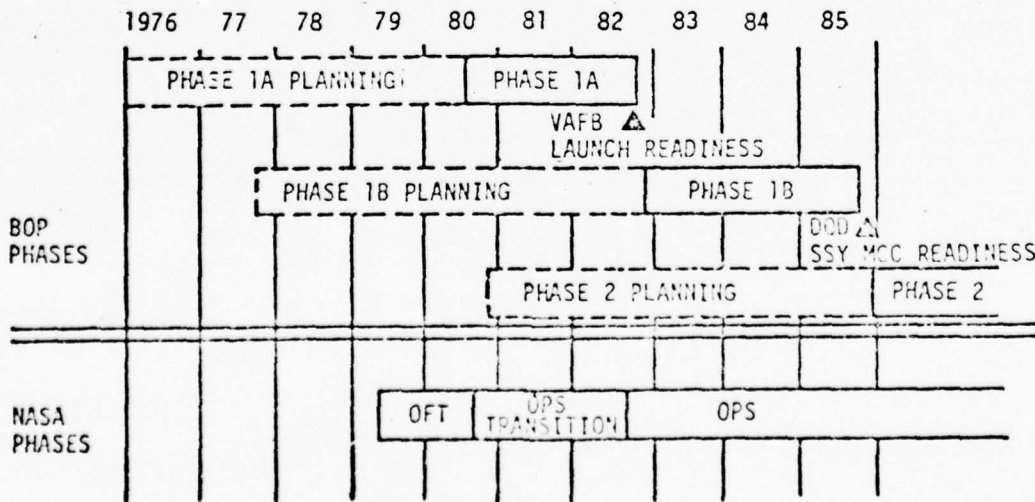 1976 77 78 79 80 81 82 83 84 85
PHASE 1A PLANNING PHASE 1A
VAFB
LAUNCH READINESS
PHASE 1B PLANNING PHASE 1B
BOP
PHASES
DOD
SSY MCC READINESS
PHASE 2 PLANNING PHASE 2
NASA
PHASES
OFT
OPS
TRANSITION
OPS